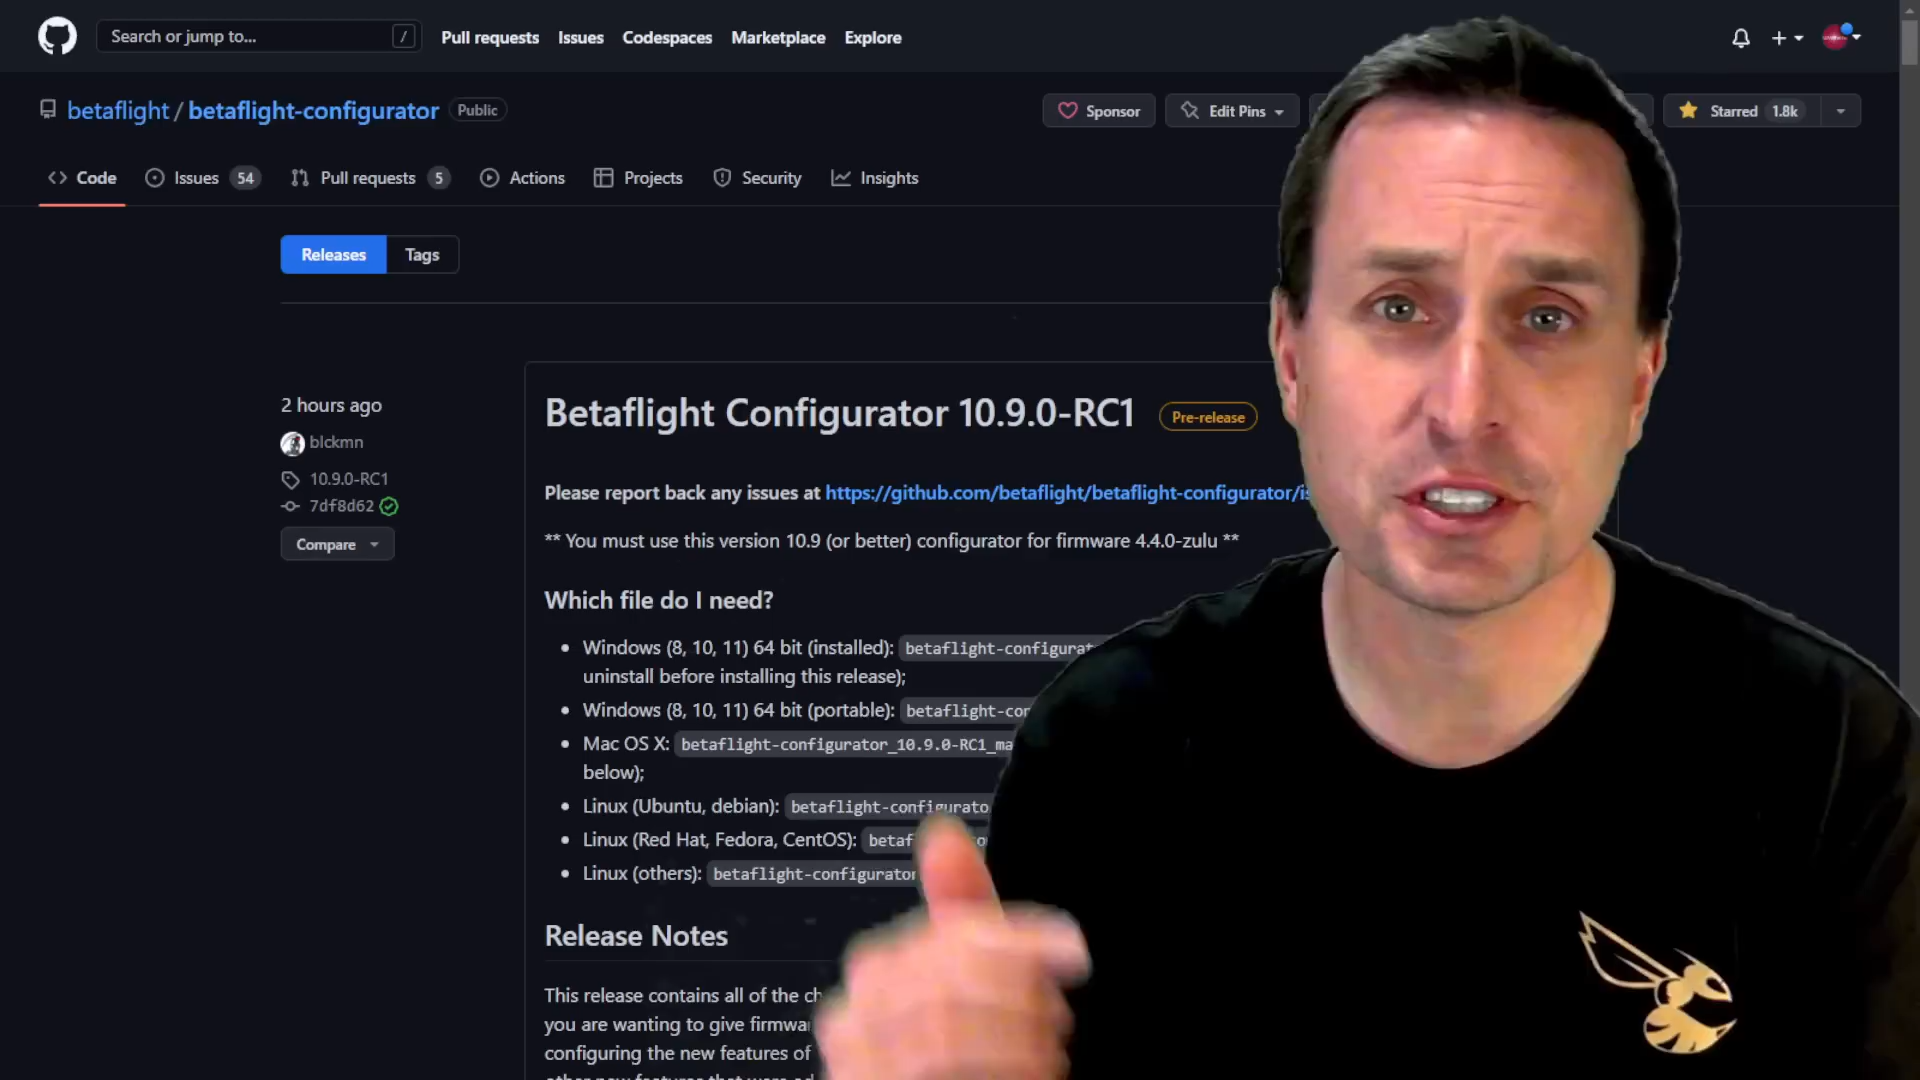 Search or jump to... /
Pull requests Issues Codespaces Marketplace Explore
betaflight / betaflight-configurator Public
Sponsor Edit Pins Starred 1.8k
Code Issues 54 Pull requests 5 Actions Projects Security Insights
Releases Tags
2 hours ago
blckmn
10.9.0-RC1
7df8d62
Compare
Betaflight Configurator 10.9.0-RC1 Pre-release
Please report back any issues at https://github.com/betaflight/betaflight-configurator/is
** You must use this version 10.9 (or better) configurator for firmware 4.4.0-zulu **
Which file do I need?
Windows (8, 10, 11) 64 bit (installed): betaflight-configurat
uninstall before installing this release);
Windows (8, 10, 11) 64 bit (portable): betaflight-con
Mac OS X: betaflight-configurator_10.9.0-RC1_ma
below);
Linux (Ubuntu, debian): betaflight-configurato
Linux (Red Hat, Fedora, CentOS): betaf
Linux (others): betaflight-configurator
Release Notes
This release contains all of the ch
you are wanting to give firmwa
configuring the new features of